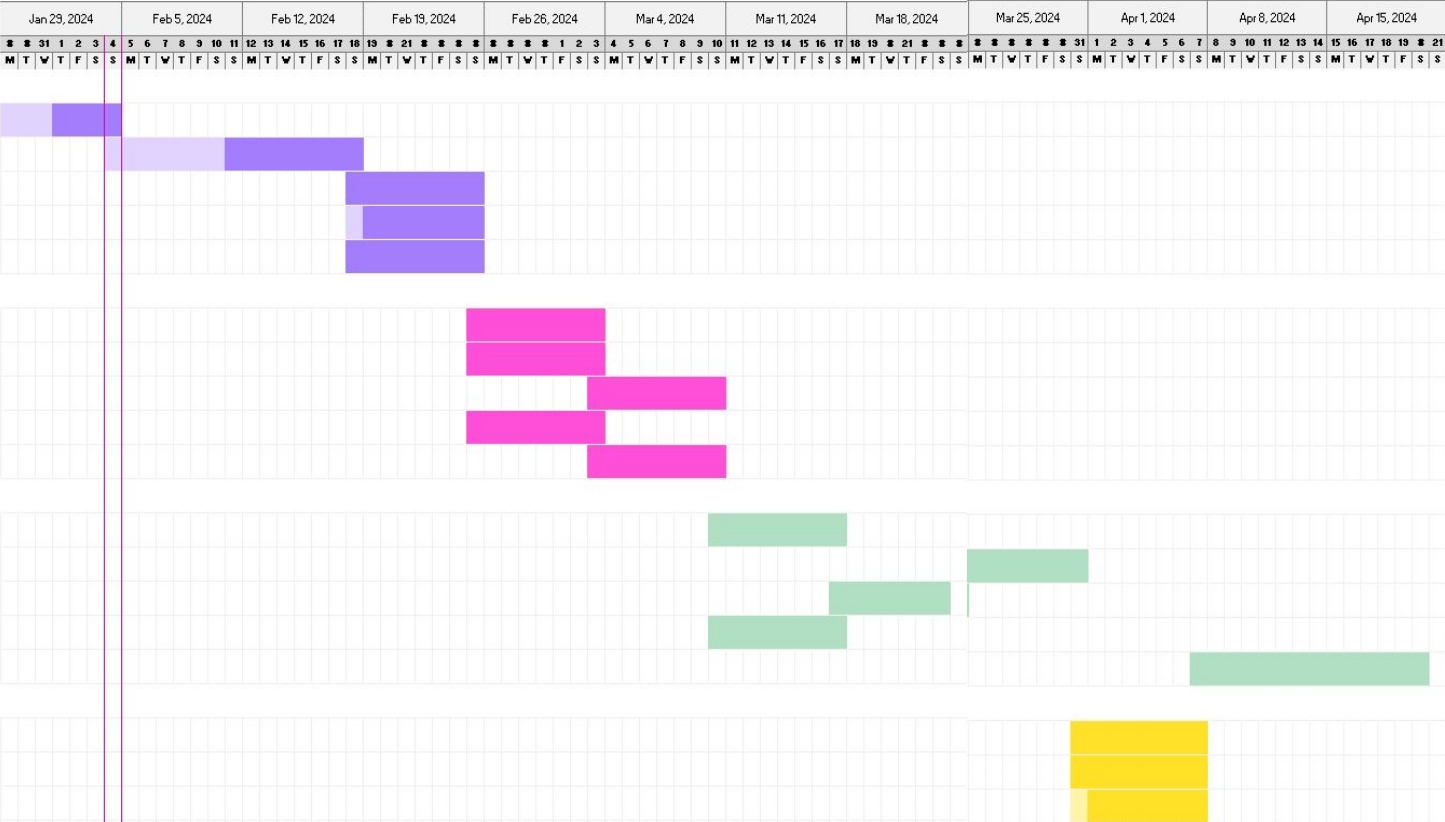 Jan 29, 2024 Feb 5, 2024 Feb 12, 2024 Feb 19, 2024 Feb 26, 2024 Mar 4, 2024 Mar 11, 2024 Mar 18, 2024 Mar 25, 2024 Apr 1, 2024 Apr 8, 2024 Apr 15, 2024
# # 31 1 2 3 4 5 6 7 8 9 10 11 12 13 14 15 16 17 18 19 # 21 # # # # # # # # 1 2 3 4 5 6 7 8 9 10 11 12 13 14 15 16 17 18 19 # 21 # # # # # # # # # 31 1 2 3 4 5 6 7 8 9 10 11 12 13 14 15 16 17 18 19 # 21
M T W T F S S M T W T F S S M T W T F S S M T W T F S S M T W T F S S M T W T F S S M T W T F S S M T W T F S S M T W T F S S M T W T F S S M T W T F S S M T W T F S S